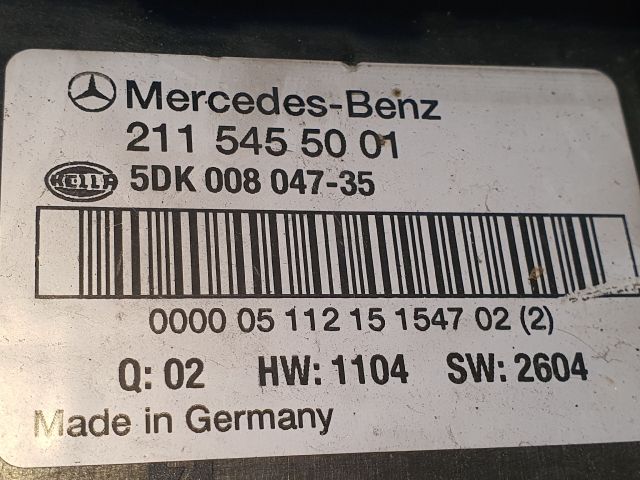 Mercedes-Benz
211 545 50 01
HELLA 5DK 008 047-35
0000 05 112 15 1547 02 (2)
Q: 02 HW: 1104 SW: 2604
Made in Germany